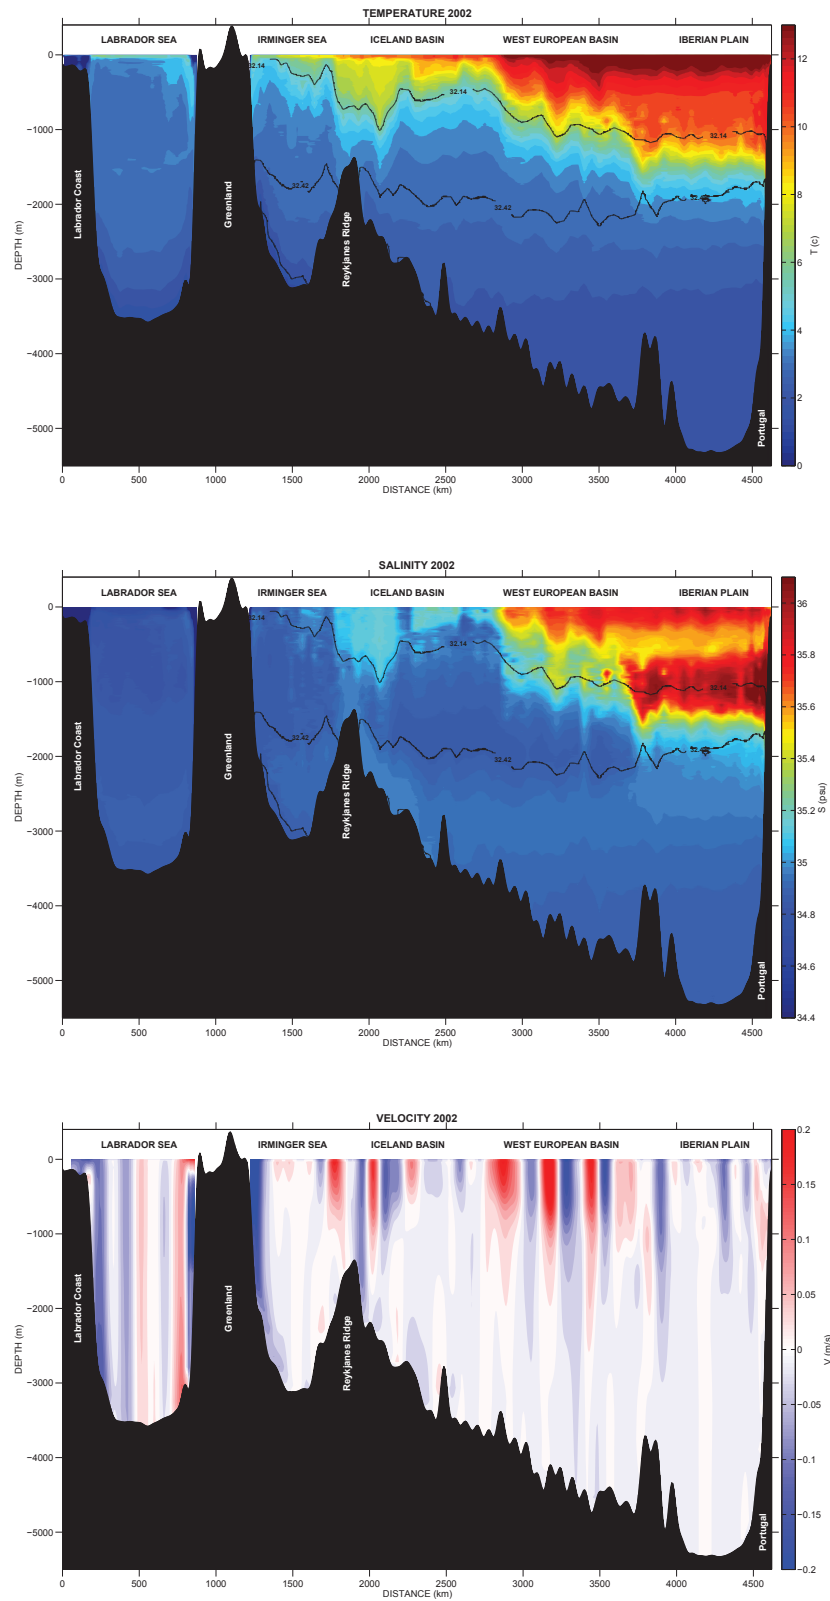 TEMPERATURE 2002
LABRADOR SEA IRMINGER SEA ICELAND BASIN WEST EUROPEAN BASIN IBERIAN PLAIN
0
−1000
−2000
−3000
−4000
−5000
DEPTH (m)
32.14
32.14
32.14
32.42
32.42
Labrador Coast
Greenland
Reykjanes Ridge
Portugal
0 500 1000 1500 2000 2500 3000 3500 4000 4500
DISTANCE (km)
12
10
8
6
4
2
0
T (c)
SALINITY 2002
LABRADOR SEA IRMINGER SEA ICELAND BASIN WEST EUROPEAN BASIN IBERIAN PLAIN
0
−1000
−2000
−3000
−4000
−5000
DEPTH (m)
32.14
32.14
32.14
32.42
32.42
Labrador Coast
Greenland
Reykjanes Ridge
Portugal
0 500 1000 1500 2000 2500 3000 3500 4000 4500
DISTANCE (km)
36
35.8
35.6
35.4
35.2
35
34.8
34.6
34.4
S (psu)
VELOCITY 2002
LABRADOR SEA IRMINGER SEA ICELAND BASIN WEST EUROPEAN BASIN IBERIAN PLAIN
0
−1000
−2000
−3000
−4000
−5000
DEPTH (m)
Labrador Coast
Greenland
Reykjanes Ridge
Portugal
0 500 1000 1500 2000 2500 3000 3500 4000 4500
DISTANCE (km)
0.2
0.15
0.1
0.05
0
−0.05
−0.1
−0.15
−0.2
V (m/s)